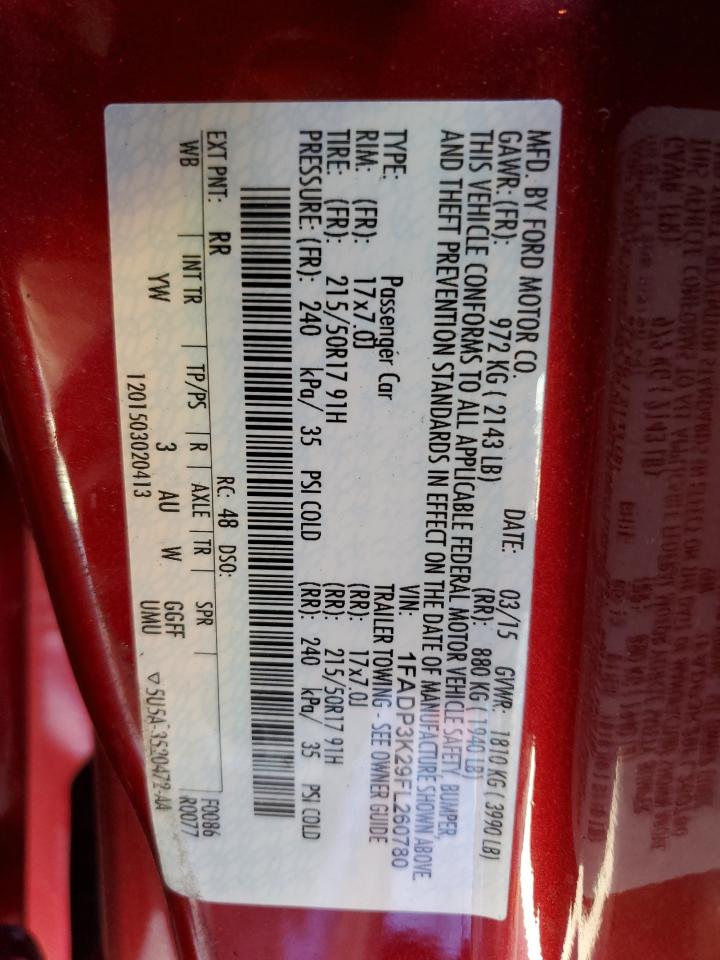 MFD. BY FORD MOTOR CO. DATE: 03/15 GVWR: 1810 KG ( 3990 LB)
GAWR: (FR): 972 KG ( 2143 LB) (RR): 880 KG ( 1940 LB)
THIS VEHICLE CONFORMS TO ALL APPLICABLE FEDERAL MOTOR VEHICLE SAFETY, BUMPER,
AND THEFT PREVENTION STANDARDS IN EFFECT ON THE DATE OF MANUFACTURE SHOWN ABOVE.
VIN: 1FADP3K29FL260780
TYPE: Passenger Car TRAILER TOWING - SEE OWNER GUIDE
RIM: (FR): 17x7.0J (RR): 17x7.0J
TIRE: (FR): 215/50R17 91H (RR): 215/50R17 91H
PRESSURE: (FR): 240 kPa/ 35 PSI COLD (RR): 240 kPa/ 35 PSI COLD
EXT PNT: RR RC: 48 DSO: F0086
WB INT TR TP/PS R AXLE TR SPR R0077
YW 3 AU W GGFF
UMU
1201503020413 ▽5U5A-3520472-AA